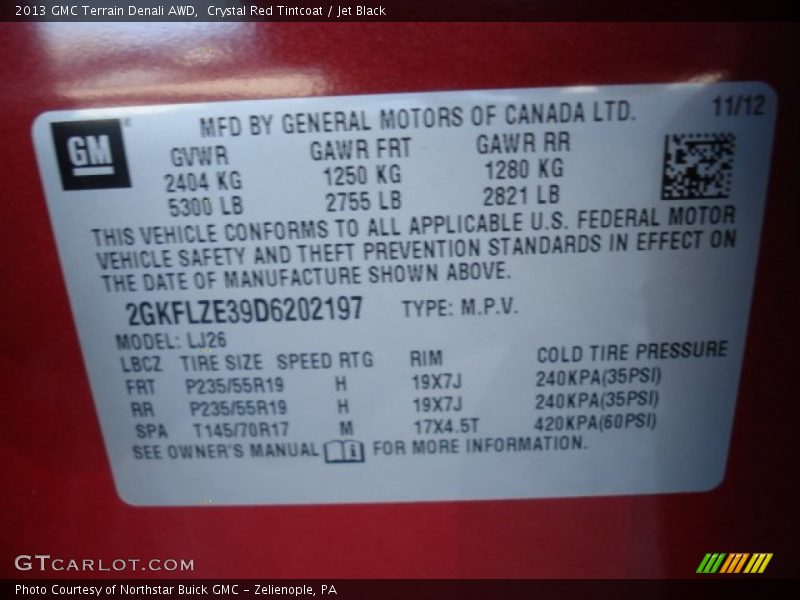 2013 GMC Terrain Denali AWD,  Crystal Red Tintcoat / Jet Black
GM
MFD BY GENERAL MOTORS OF CANADA LTD. 11/12
GVWR GAWR FRT GAWR RR
2404 KG 1250 KG 1280 KG
5300 LB 2755 LB 2821 LB
THIS VEHICLE CONFORMS TO ALL APPLICABLE U.S. FEDERAL MOTOR
VEHICLE SAFETY AND THEFT PREVENTION STANDARDS IN EFFECT ON
THE DATE OF MANUFACTURE SHOWN ABOVE.
2GKFLZE39D6202197 TYPE: M.P.V.
MODEL: LJ26
LBCZ TIRE SIZE SPEED RTG RIM COLD TIRE PRESSURE
FRT P235/55R19 H 19X7J 240KPA(35PSI)
RR P235/55R19 H 19X7J 240KPA(35PSI)
SPA T145/70R17 M 17X4.5T 420KPA(60PSI)
SEE OWNER'S MANUAL i FOR MORE INFORMATION.
GTCARLOT.COM
Photo Courtesy of Northstar Buick GMC - Zelienople, PA